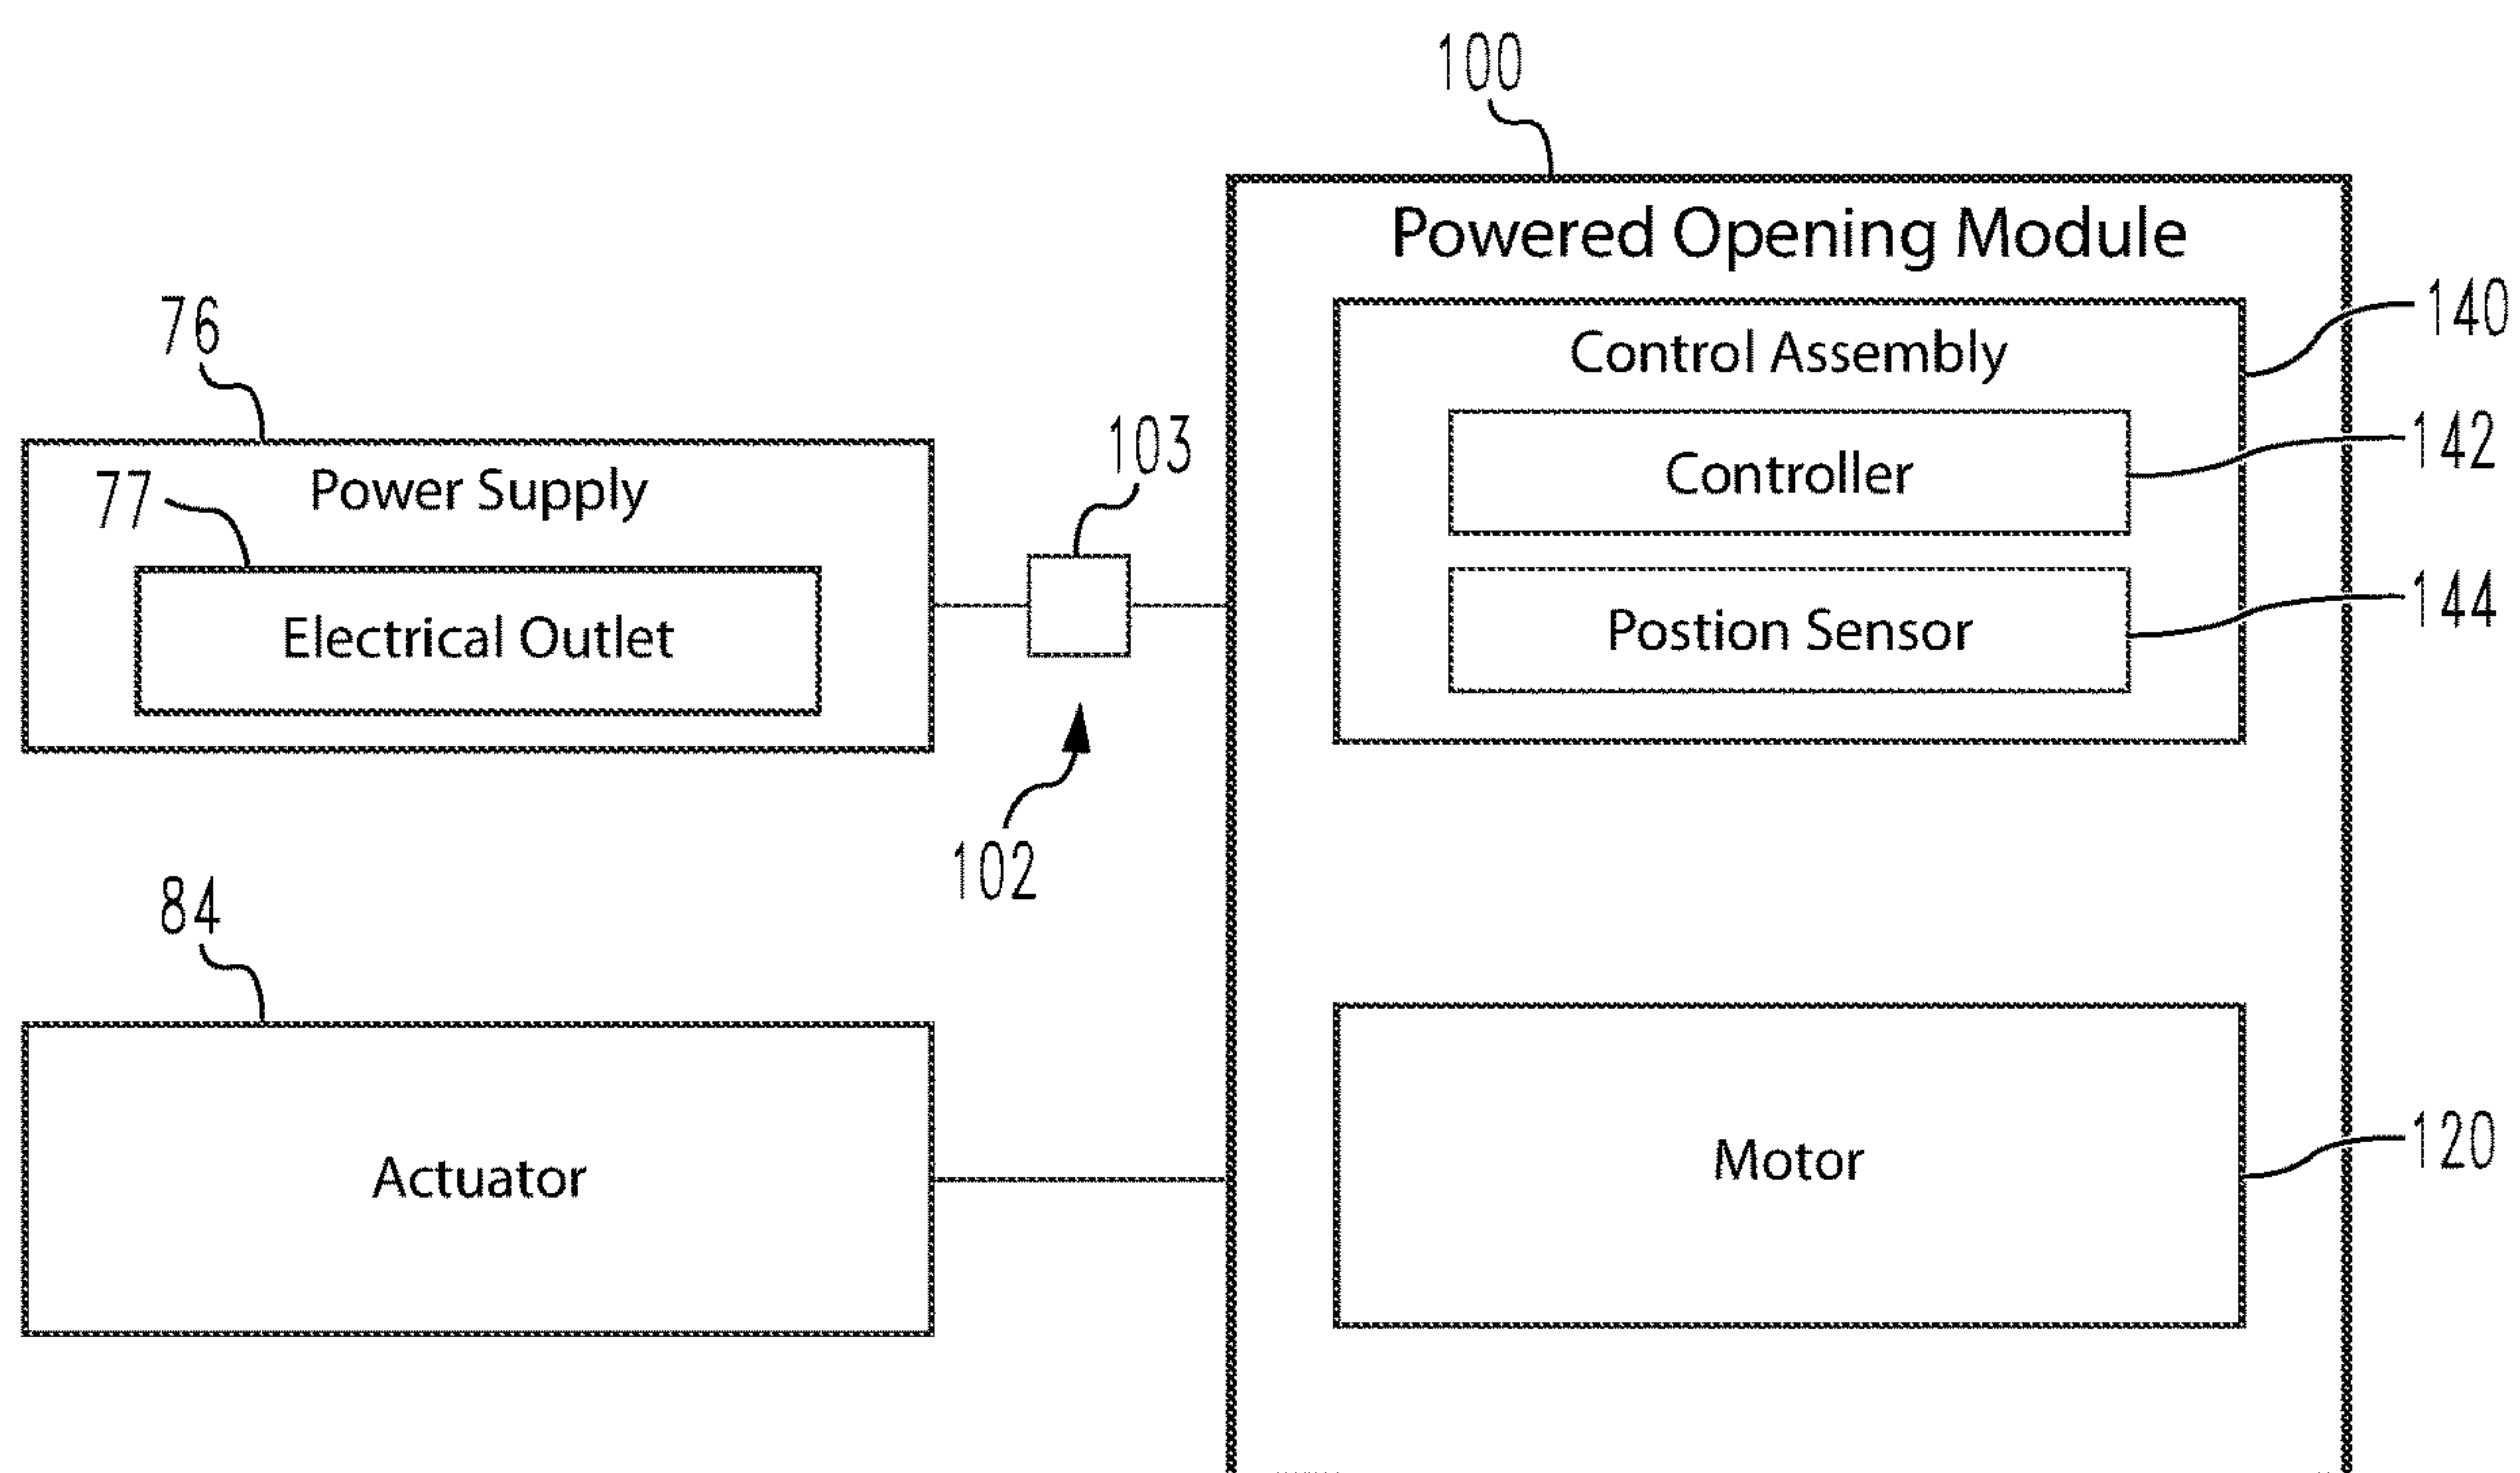 100
Powered Opening Module
140
76
Control Assembly
103
142
77
Power Supply
Controller
144
Electrical Outlet
Postion Sensor
102
84
120
Actuator
Motor